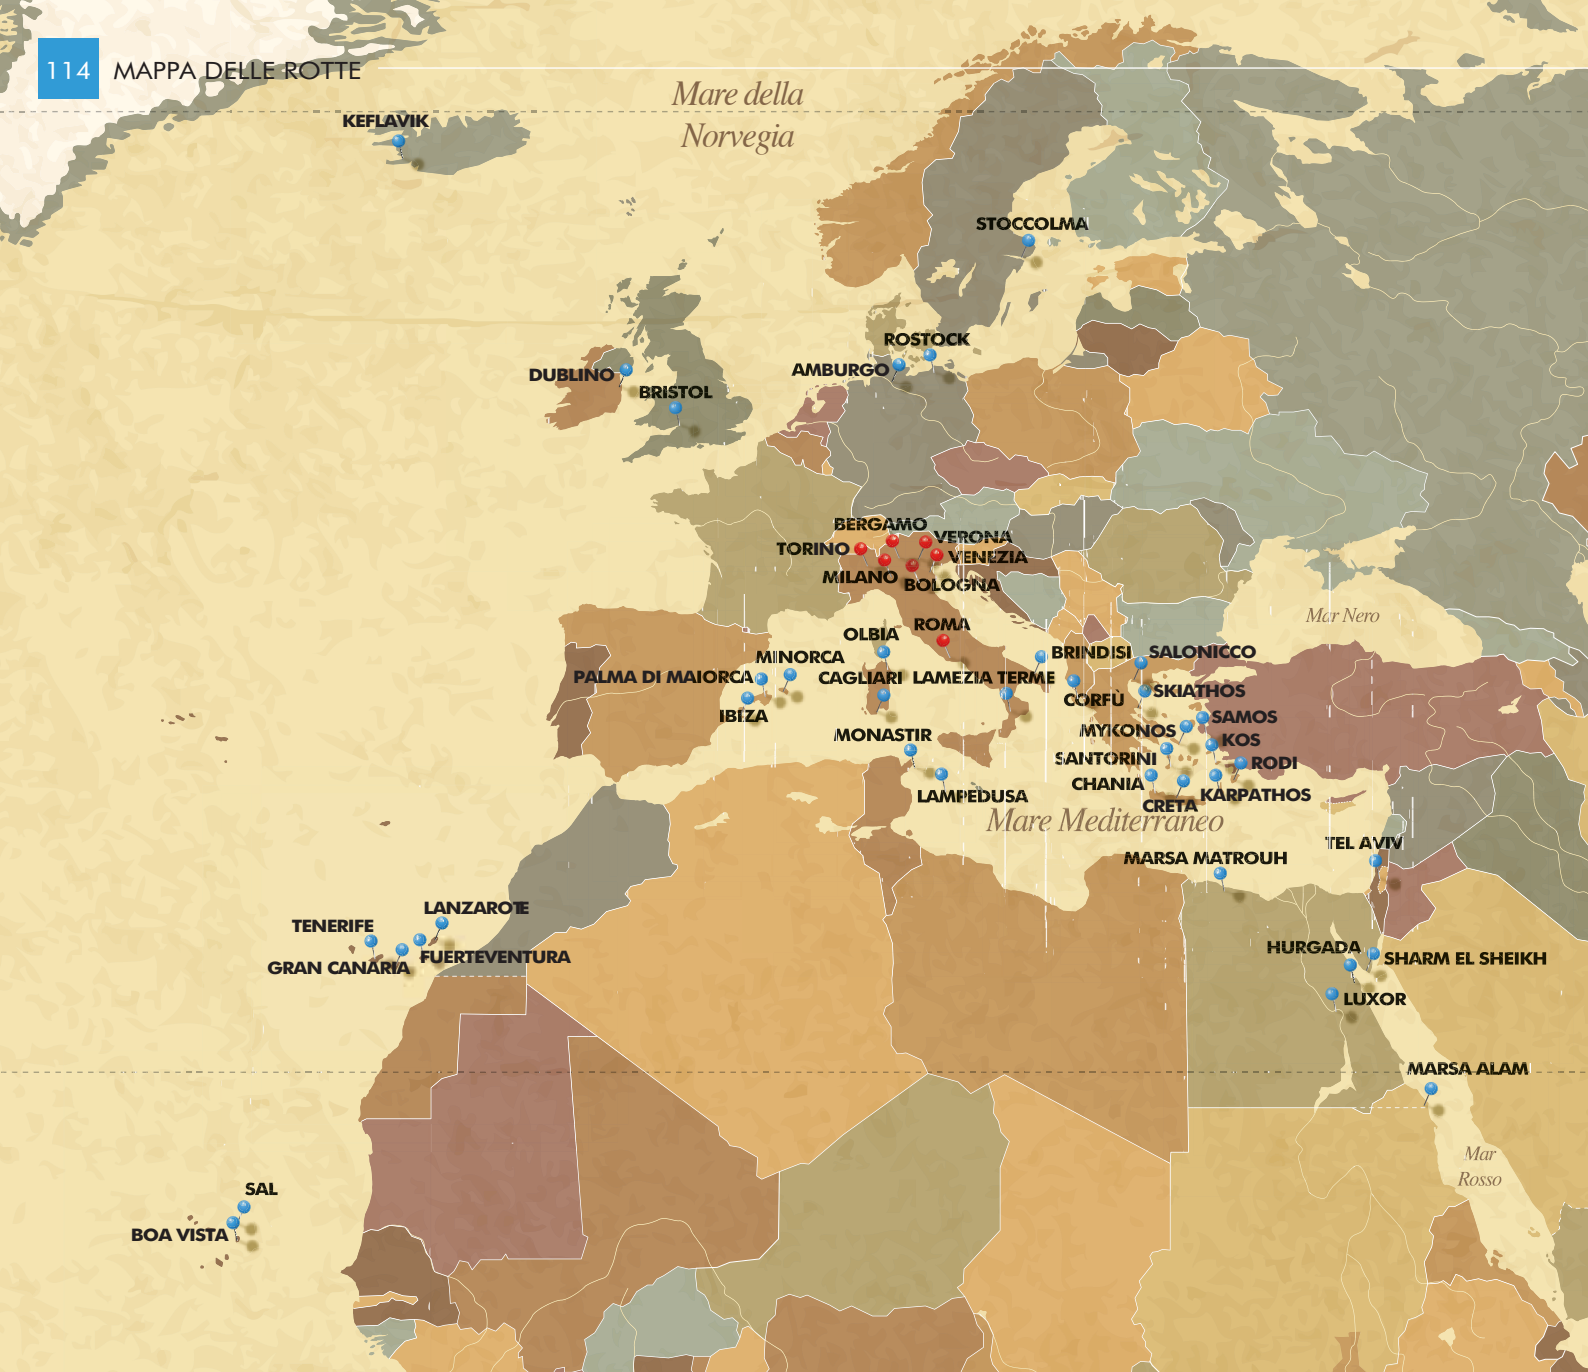 114 MAPPA DELLE ROTTE
Mare della
Norvegia
KEFLAVIK
STOCCOLMA
ROSTOCK
AMBURGO
DUBLINO
BRISTOL
BERGAMO
VERONA
TORINO
VENEZIA
MILANO
BOLOGNA
Mar Nero
ROMA
OLBIA
MINORCA
BRINDISI
SALONICCO
PALMA DI MAIORCA
CAGLIARI
LAMEZIA TERME
SKIATHOS
CORFÙ
IBIZA
SAMOS
MYKONOS
MONASTIR
KOS
SANTORINI
RODI
CHANIA
LAMPEDUSA
KARPATHOS
CRETA
Mare Mediterraneo
TEL AVIV
MARSA MATROUH
LANZAROTE
TENERIFE
FUERTEVENTURA
GRAN CANARIA
HURGADA
SHARM EL SHEIKH
LUXOR
MARSA ALAM
Mar
Rosso
SAL
BOA VISTA